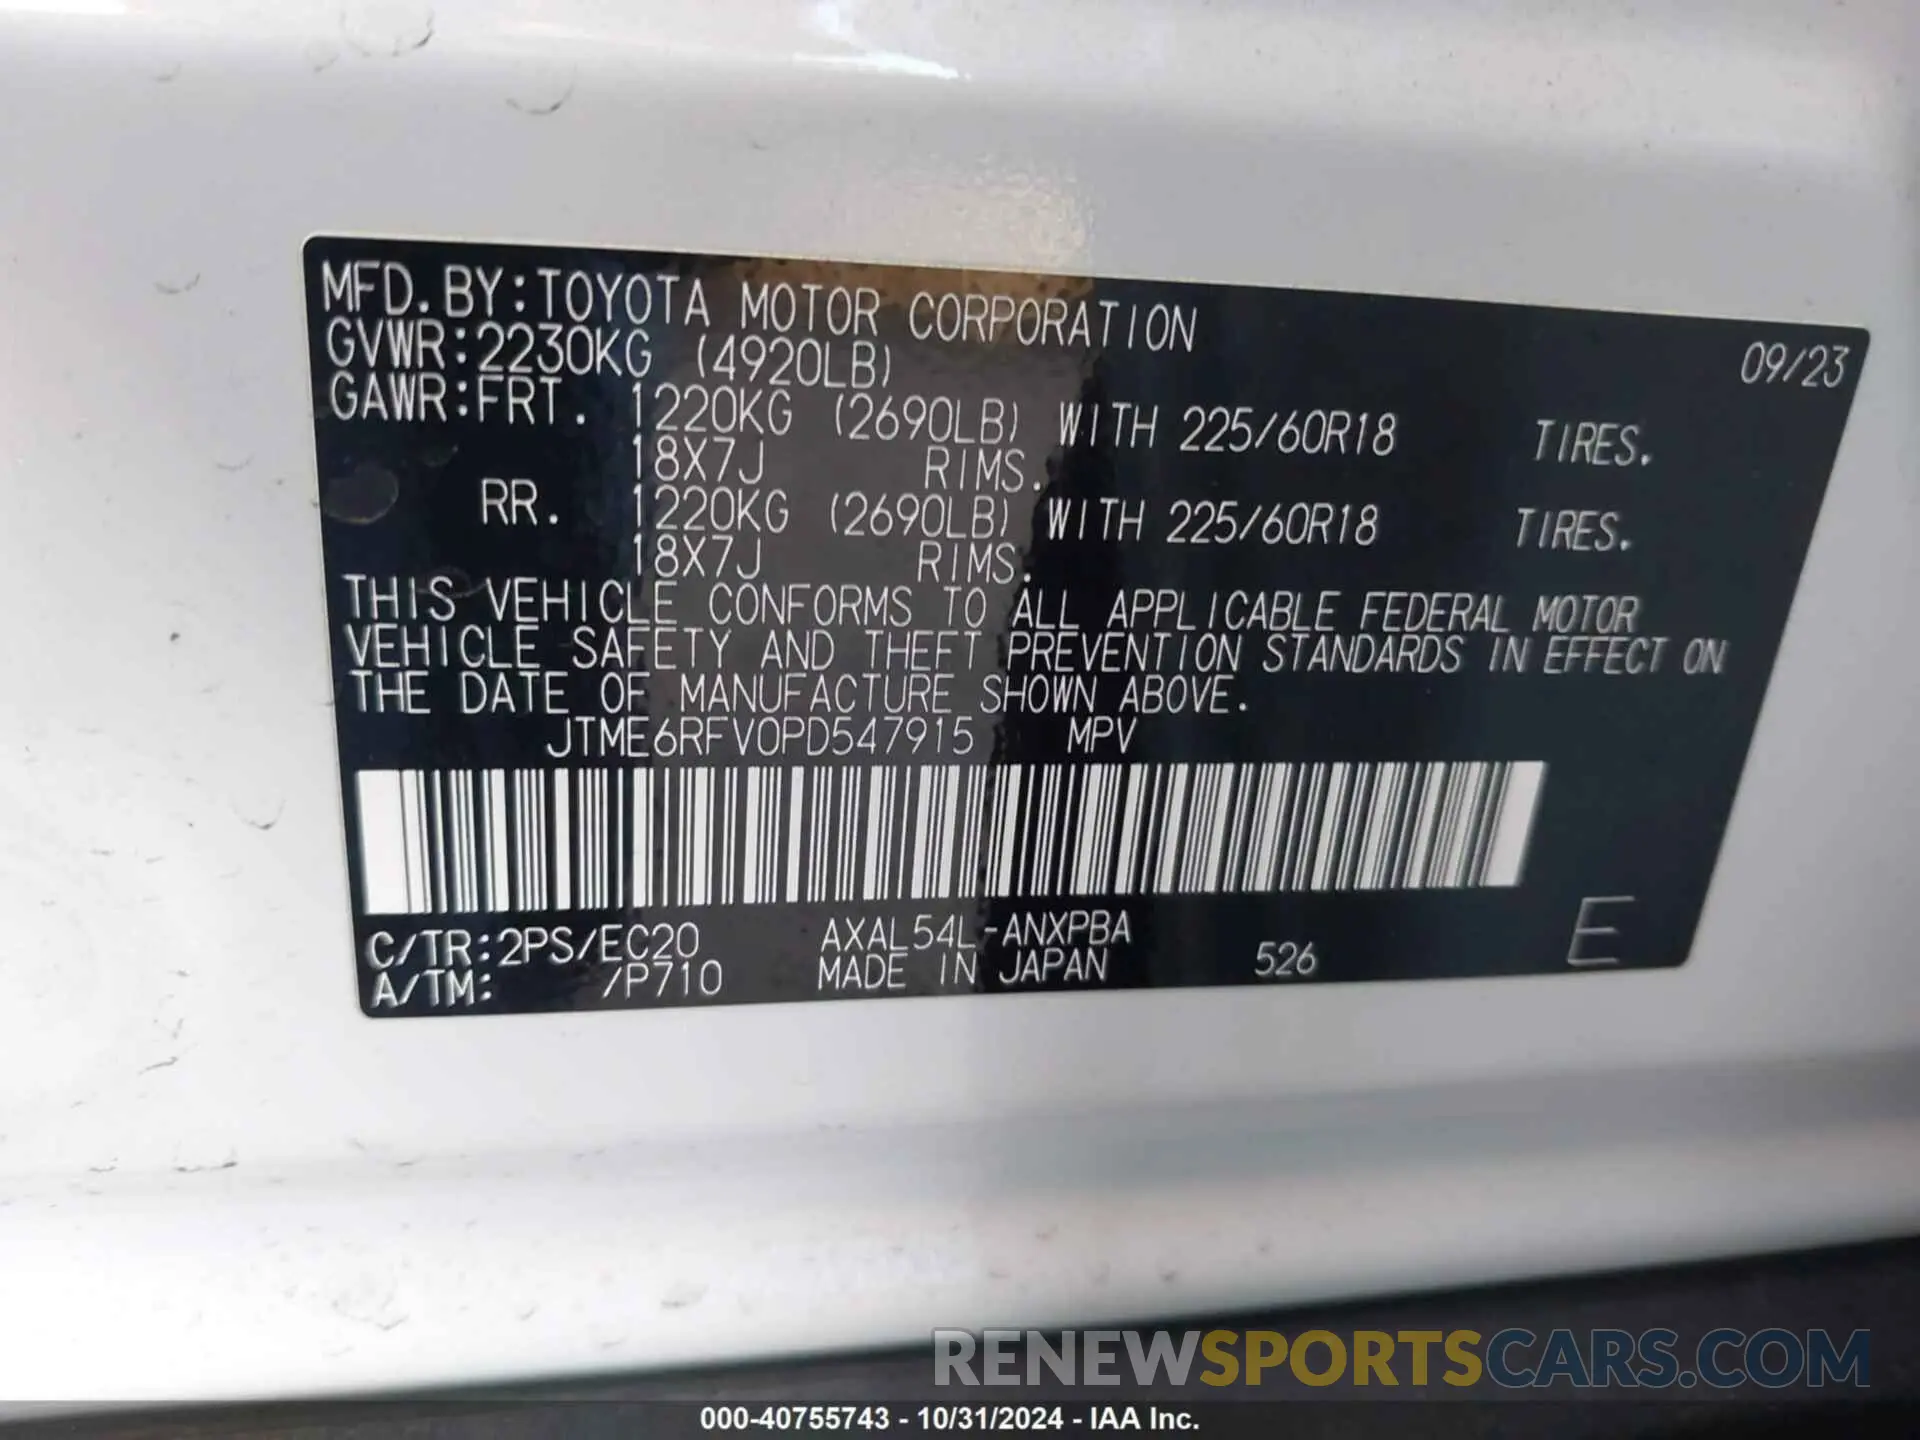 MFD.BY:TOYOTA MOTOR CORPORATION 09/23
GVWR:2230KG (4920LB)
GAWR:FRT. 1220KG (2690LB) WITH 225/60R18 TIRES.
18X7J RIMS.
RR. 1220KG (2690LB) WITH 225/60R18 TIRES.
18X7J RIMS.
THIS VEHICLE CONFORMS TO ALL APPLICABLE FEDERAL MOTOR
VEHICLE SAFETY AND THEFT PREVENTION STANDARDS IN EFFECT ON
THE DATE OF MANUFACTURE SHOWN ABOVE.
JTME6RFV0PD547915 MPV
C/TR:2PS/EC20 AXAL54L-ANXPBA
A/TM: /P710 MADE IN JAPAN 526 E
RENEWSPORTSCARS.COM
000-40755743 - 10/31/2024 - IAA Inc.